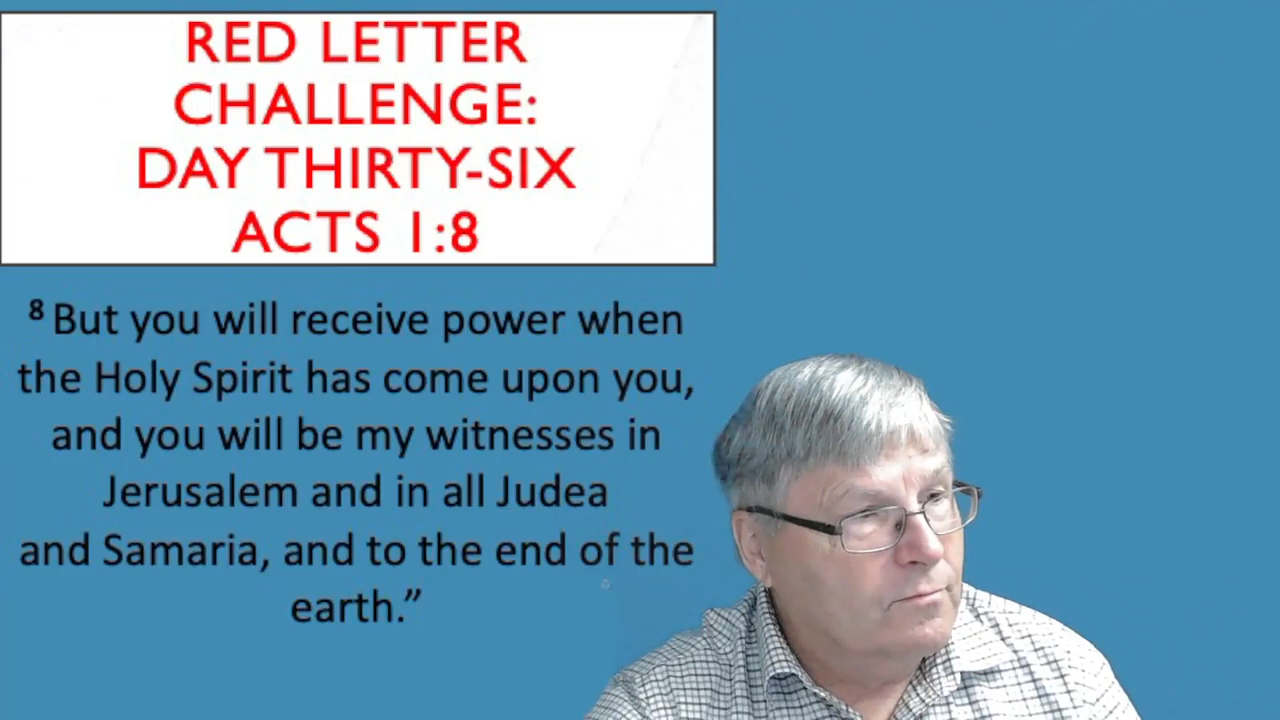 RED LETTER
CHALLENGE:
DAY THIRTY-SIX
ACTS 1:8
8 But you will receive power when
the Holy Spirit has come upon you,
and you will be my witnesses in
Jerusalem and in all Judea
and Samaria, and to the end of the
earth.”